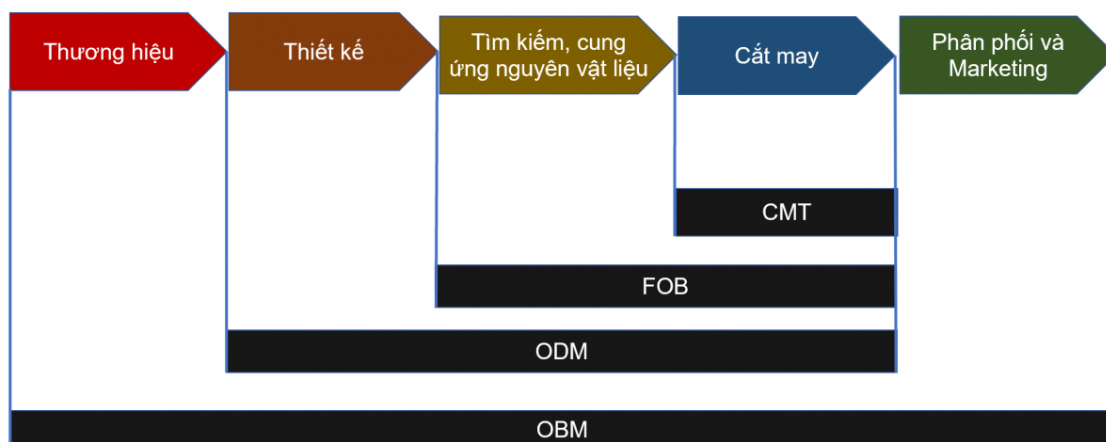 Thương hiệu
Thiết kế
Tìm kiếm, cung
ứng nguyên vật liệu
Cắt may
Phân phối và
Marketing
CMT
FOB
ODM
OBM